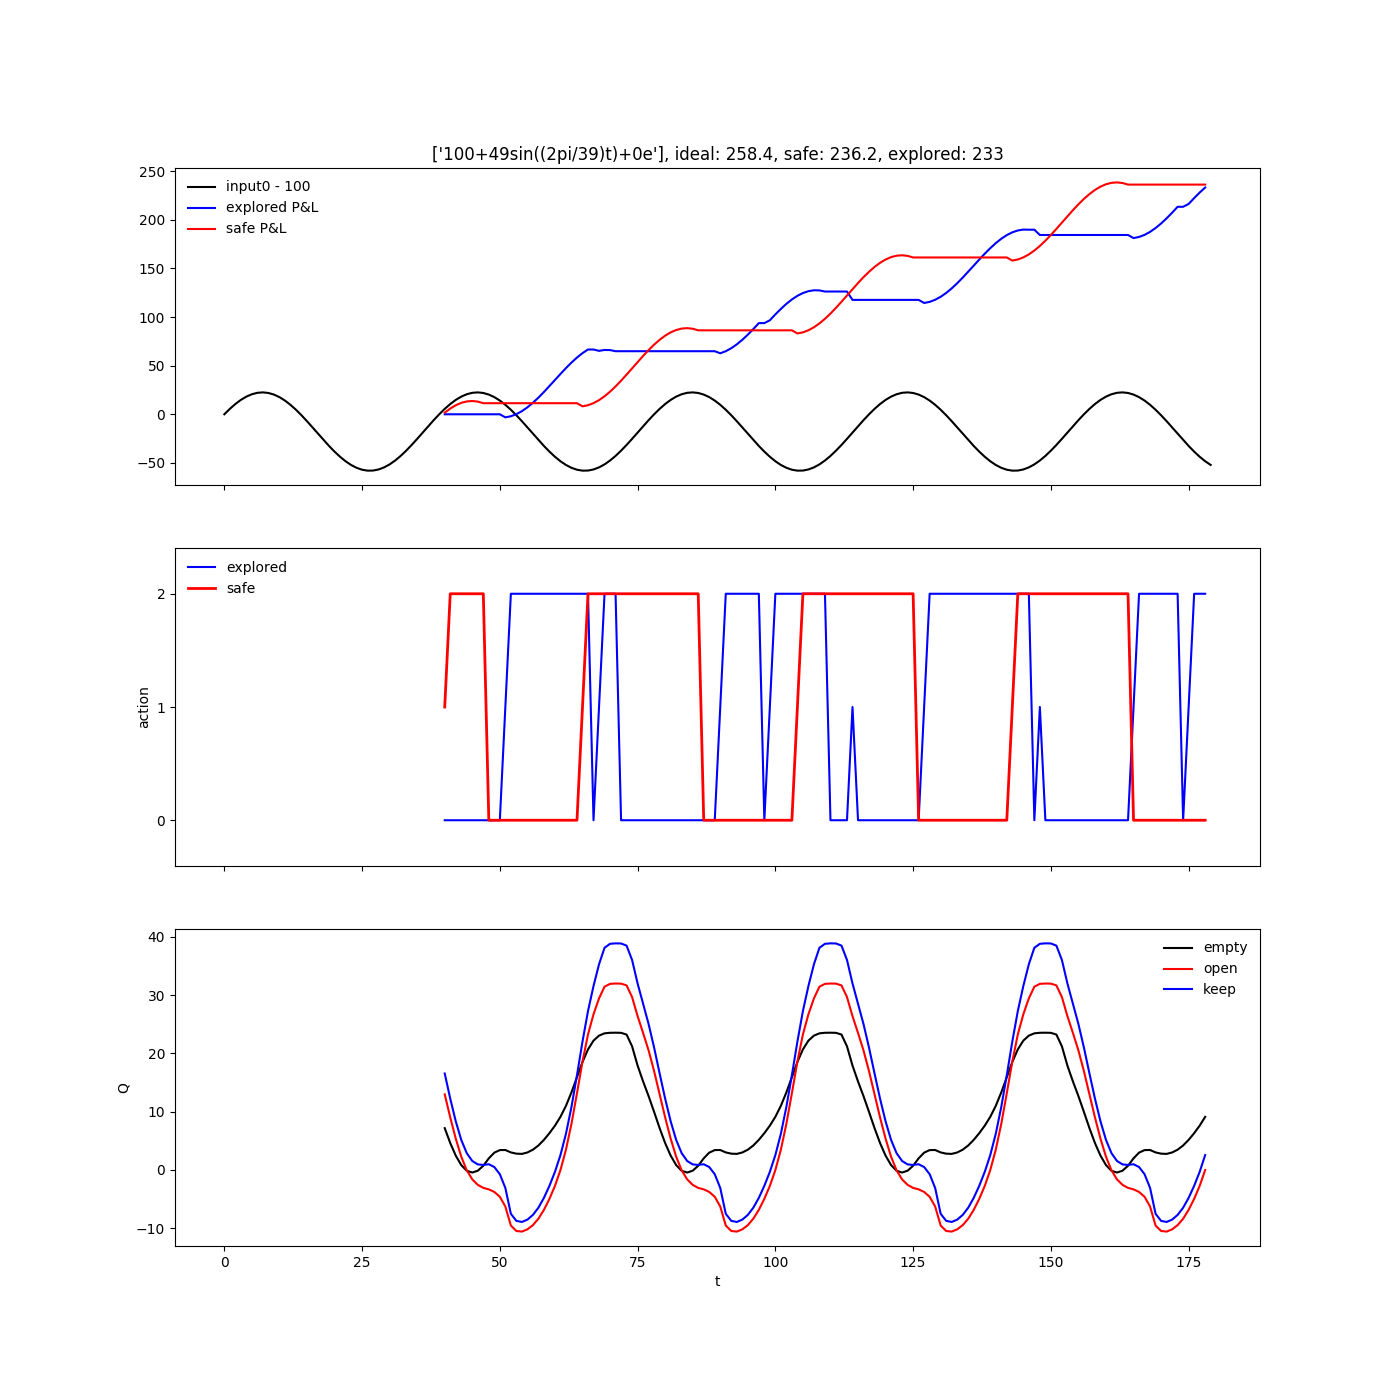 ['100+49sin((2pi/39)t)+0e'], ideal: 258.4, safe: 236.2, explored: 233
input0 - 100
explored P&L
safe P&L
250
200
150
100
50
0
−50
explored
safe
2
1
0
action
empty
open
keep
40
30
20
10
0
−10
Q
0 25 50 75 100 125 150 175
t